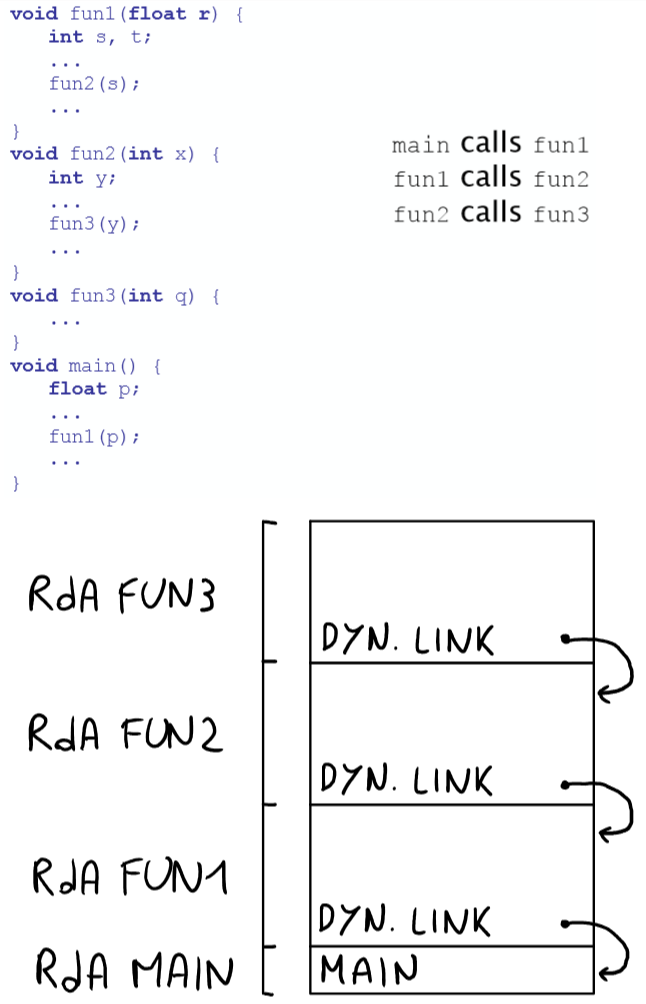 void fun1(float r) {
int s, t;
...
fun2(s);
...
}
void fun2(int x) {
int y;
...
fun3(y);
...
}
void fun3(int q) {
...
}
void main() {
float p;
...
fun1(p);
...
}
main calls fun1
fun1 calls fun2
fun2 calls fun3
RdA FUN3
DYN. LINK
RdA FUN2
DYN. LINK
RdA FUN1
DYN. LINK
RdA MAIN
MAIN